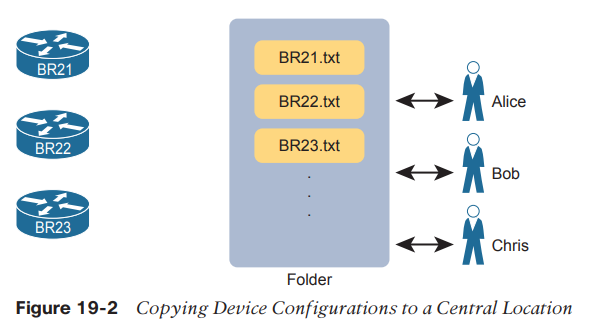 BR21
BR22
BR23
BR21.txt
BR22.txt
BR23.txt
.
.
.
Alice
Bob
Chris
Folder
Figure 19-2 Copying Device Configurations to a Central Location